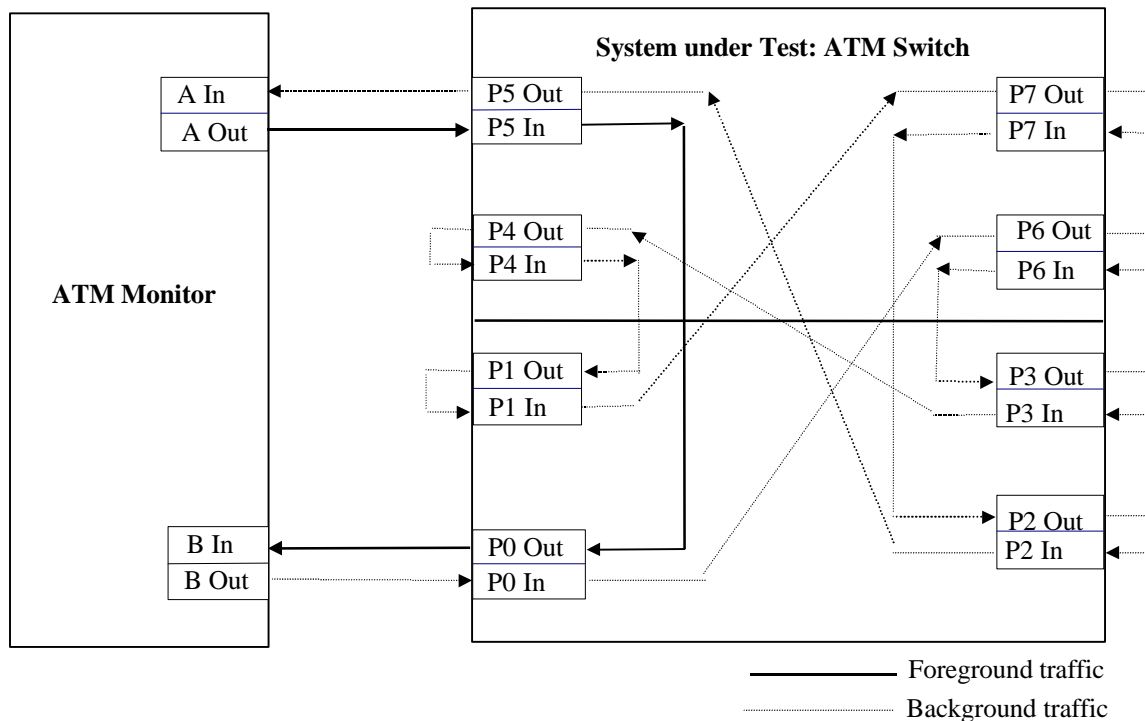 System under Test: ATM Switch
A In
A Out
P5 Out
P5 In
P7 Out
P7 In
P4 Out
P4 In
P6 Out
P6 In
ATM Monitor
P1 Out
P1 In
P3 Out
P3 In
B In
B Out
P0 Out
P0 In
P2 Out
P2 In
Foreground traffic
Background traffic